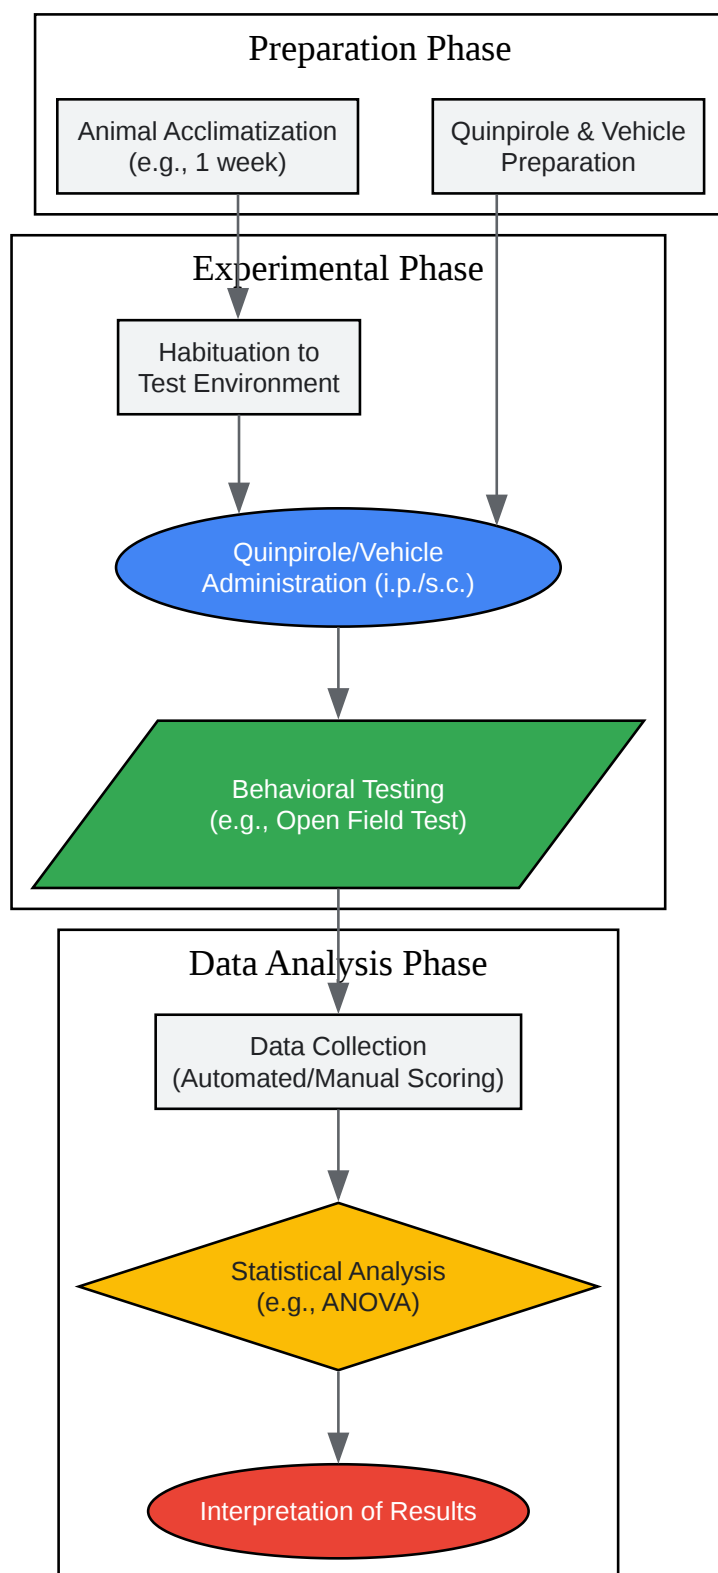 Preparation Phase
Animal Acclimatization
(e.g., 1 week)
Quinpirole & Vehicle
Preparation
Experimental Phase
Habituation to
Test Environment
Quinpirole/Vehicle
Administration (i.p./s.c.)
Behavioral Testing
(e.g., Open Field Test)
Data Analysis Phase
Data Collection
(Automated/Manual Scoring)
Statistical Analysis
(e.g., ANOVA)
Interpretation of Results